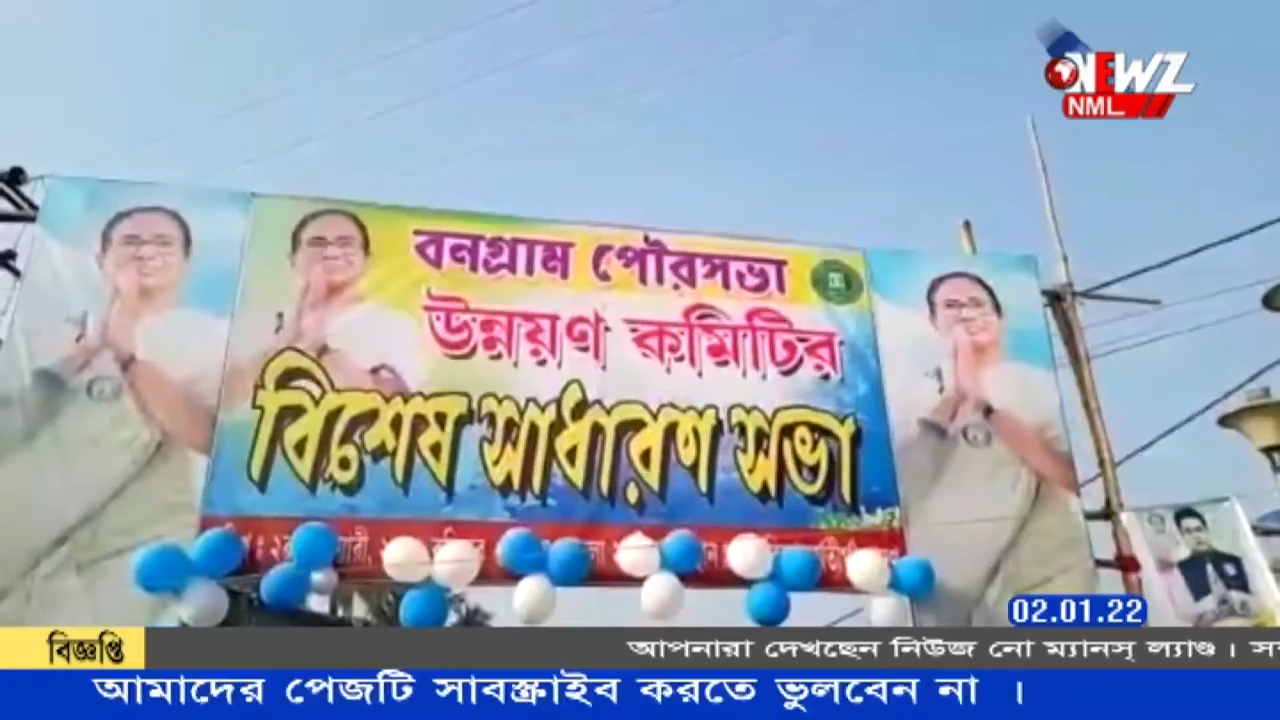 NEWZ
NML
বনগ্রাম পৌরসভা
উন্নয়ণ কমিটির
বিশেষ সাধারণ সভা
02.01.22
বিজ্ঞপ্তি
আপনারা দেখছেন নিউজ নো ম্যানস্ ল্যাণ্ড ।
আমাদের পেজটি সাবস্ক্রাইব করতে ভুলবেন না ।